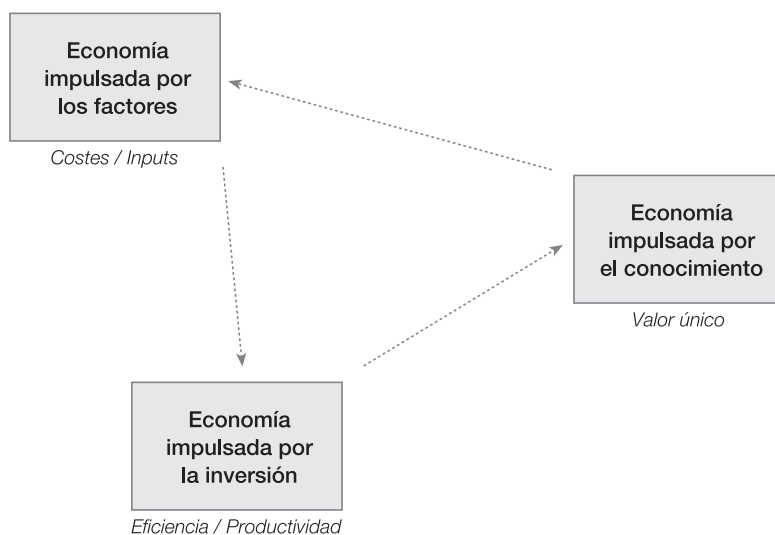 Economía
impulsada por
los factores
Costes / Inputs
Economía
impulsada por
el conocimiento
Valor único
Economía
impulsada por
la inversión
Eficiencia / Productividad